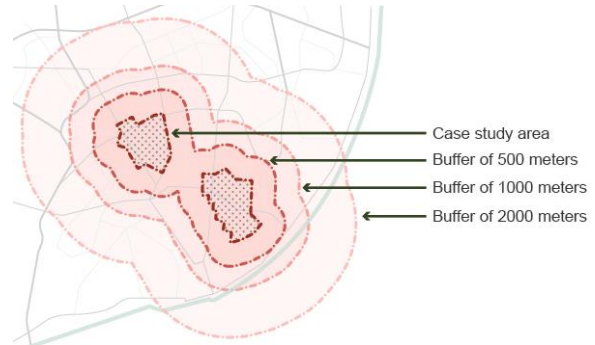 Case study area
Buffer of 500 meters
Buffer of 1000 meters
Buffer of 2000 meters